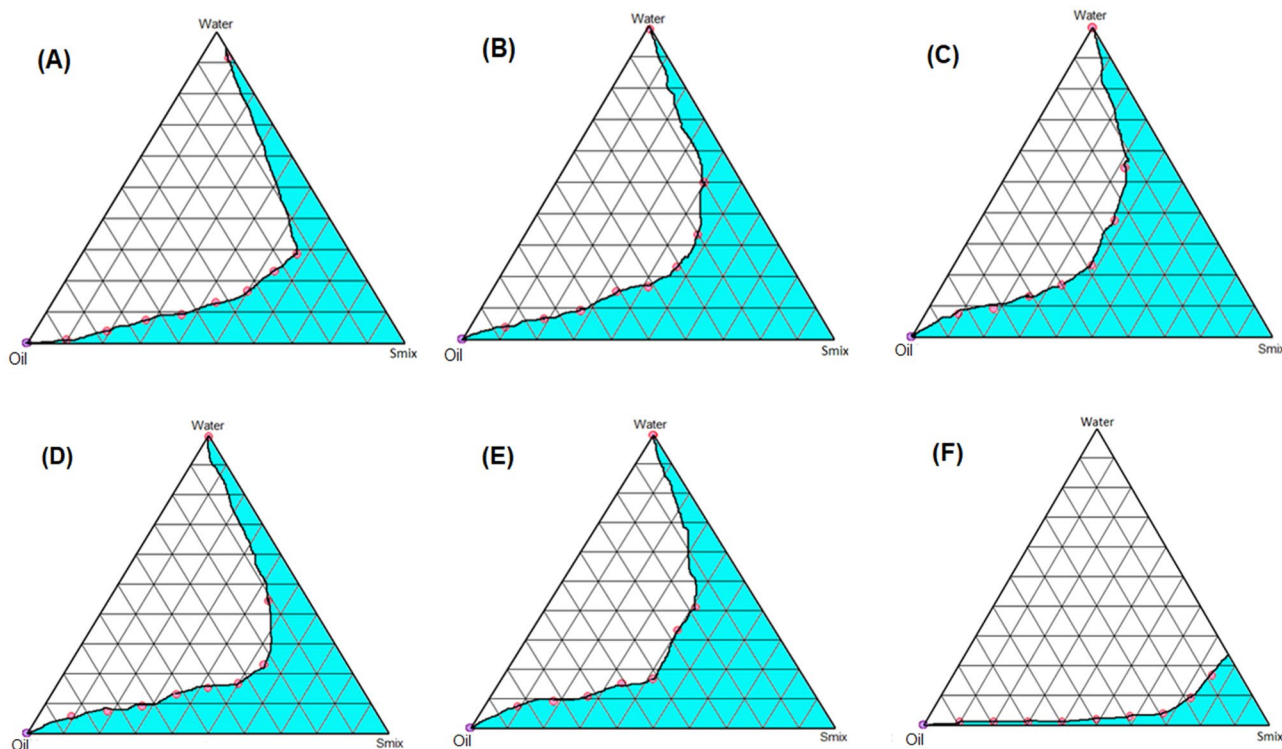 Water
(A)
Oil
Smix
Water
(B)
Oil
Smix
Water
(C)
Oil
Smix
Water
(D)
Oil
Smix
Water
(E)
Oil
Smix
Water
(F)
Oil
Smix